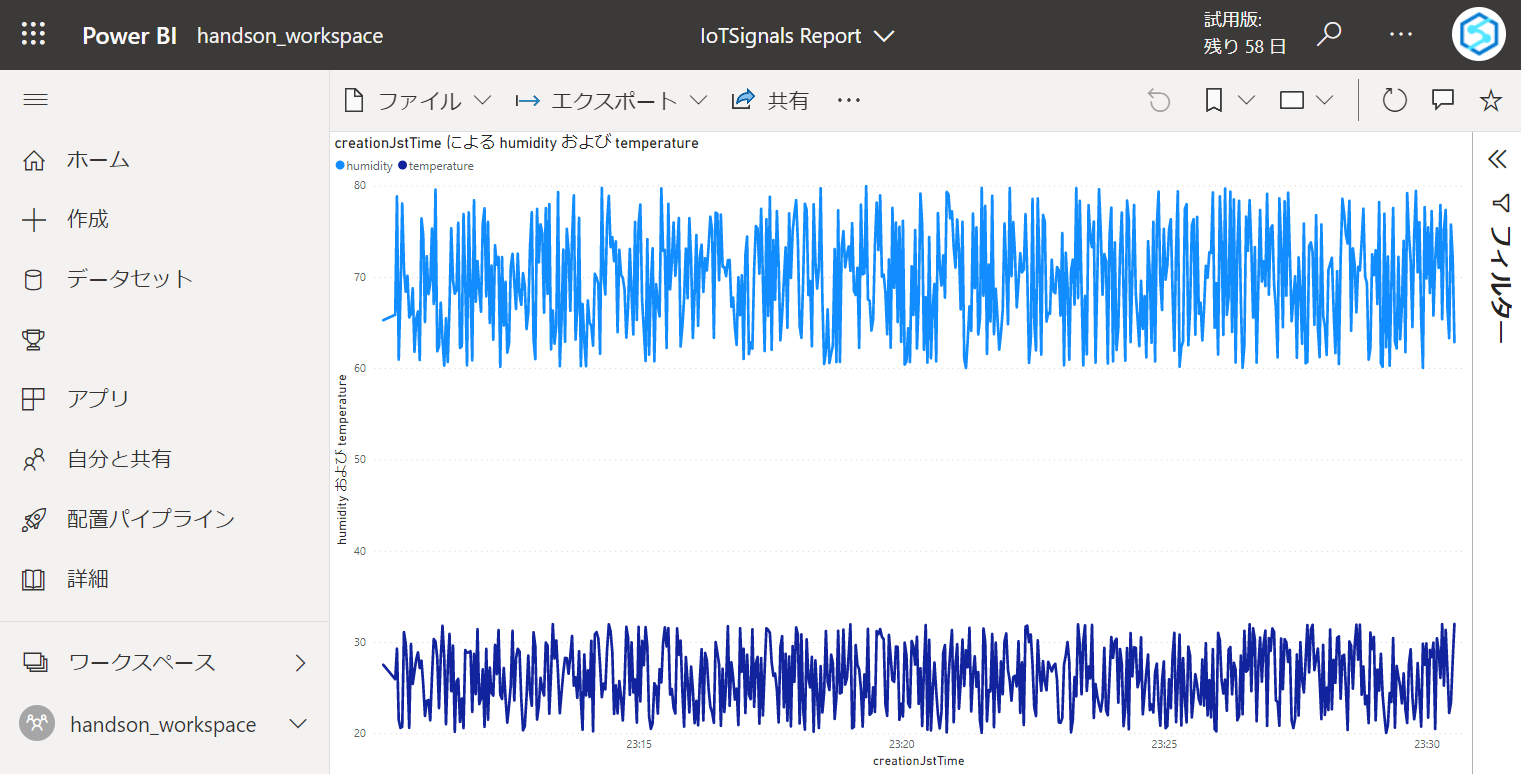 Power BI handson_workspace
IoTSignals Report
試用版:
残り 58 日
ファイル
エクスポート
共有
ホーム
作成
データセット
アプリ
自分と共有
配置パイプライン
詳細
ワークスペース
handson_workspace
creationJstTime による humidity および temperature
humidity temperature
humidity および temperature
80
70
60
50
40
30
20
23:15 23:20 23:25 23:30
creationJstTime
フィルター